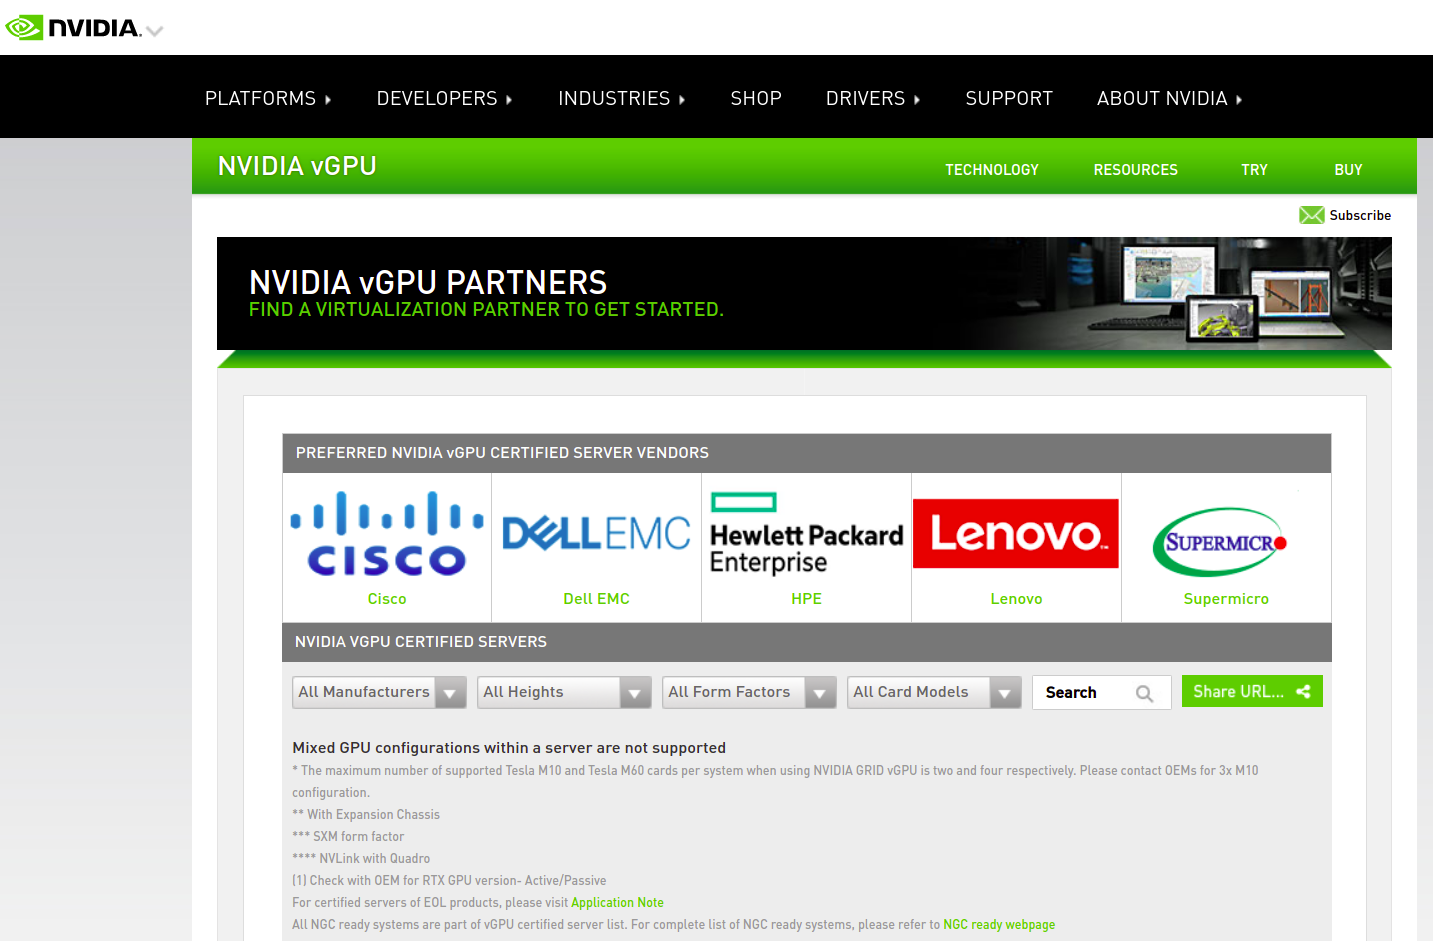 NVIDIA.
PLATFORMS DEVELOPERS INDUSTRIES SHOP DRIVERS SUPPORT ABOUT NVIDIA
NVIDIA vGPU TECHNOLOGY RESOURCES TRY BUY
Subscribe
NVIDIA vGPU PARTNERS
FIND A VIRTUALIZATION PARTNER TO GET STARTED.
PREFERRED NVIDIA vGPU CERTIFIED SERVER VENDORS
CISCO
DELLEMC
Hewlett Packard
Enterprise
Lenovo™
SUPERMICRO
Cisco Dell EMC HPE Lenovo Supermicro
NVIDIA VGPU CERTIFIED SERVERS
All Manufacturers All Heights All Form Factors All Card Models Search Share URL...
Mixed GPU configurations within a server are not supported
* The maximum number of supported Tesla M10 and Tesla M60 cards per system when using NVIDIA GRID vGPU is two and four respectively. Please contact OEMs for 3x M10
configuration.
** With Expansion Chassis
*** SXM form factor
**** NVLink with Quadro
(1) Check with OEM for RTX GPU version- Active/Passive
For certified servers of EOL products, please visit Application Note
All NGC ready systems are part of vGPU certified server list. For complete list of NGC ready systems, please refer to NGC ready webpage